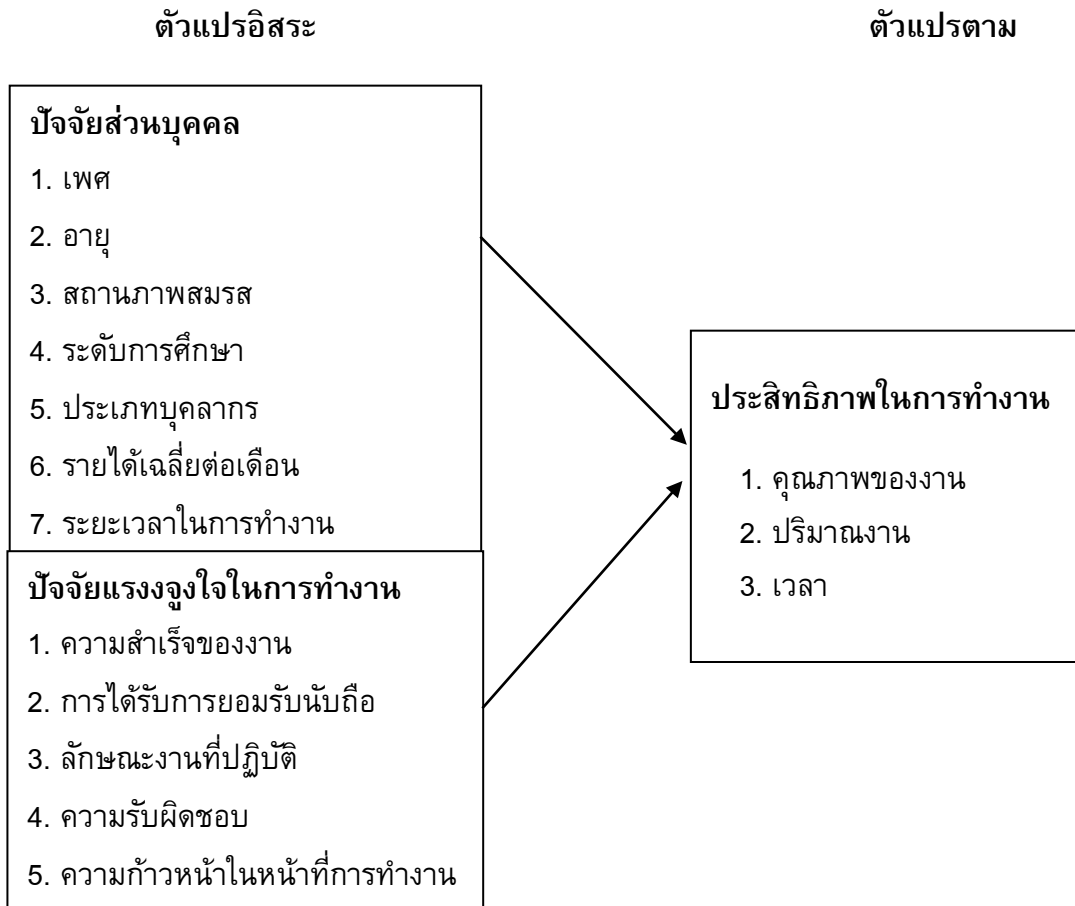 ตัวแปรอิสระ
ตัวแปรตาม
ปัจจัยส่วนบุคคล
1. เพศ
2. อายุ
3. สถานภาพสมรส
4. ระดับการศึกษา
5. ประเภทบุคลากร
6. รายได้เฉลี่ยต่อเดือน
7. ระยะเวลาในการทำงาน
ปัจจัยแรงงจูงใจในการทำงาน
1. ความสำเร็จของงาน
2. การได้รับการยอมรับนับถือ
3. ลักษณะงานที่ปฏิบัติ
4. ความรับผิดชอบ
5. ความก้าวหน้าในหน้าที่การทำงาน
ประสิทธิภาพในการทำงาน
1. คุณภาพของงาน
2. ปริมาณงาน
3. เวลา